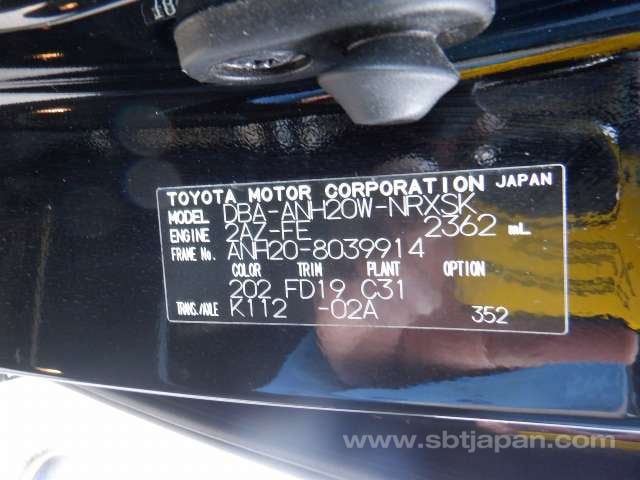 TOYOTA MOTOR CORPORATION JAPAN
MODEL DBA-ANH20W-NRXSK
ENGINE 2AZ-FE 2362 mL
FRAME No. ANH20-8039914
COLOR TRIM PLANT OPTION
202 FD19 C31
TRANS./AXLE K112 -02A 352
www.sbtjapan.com